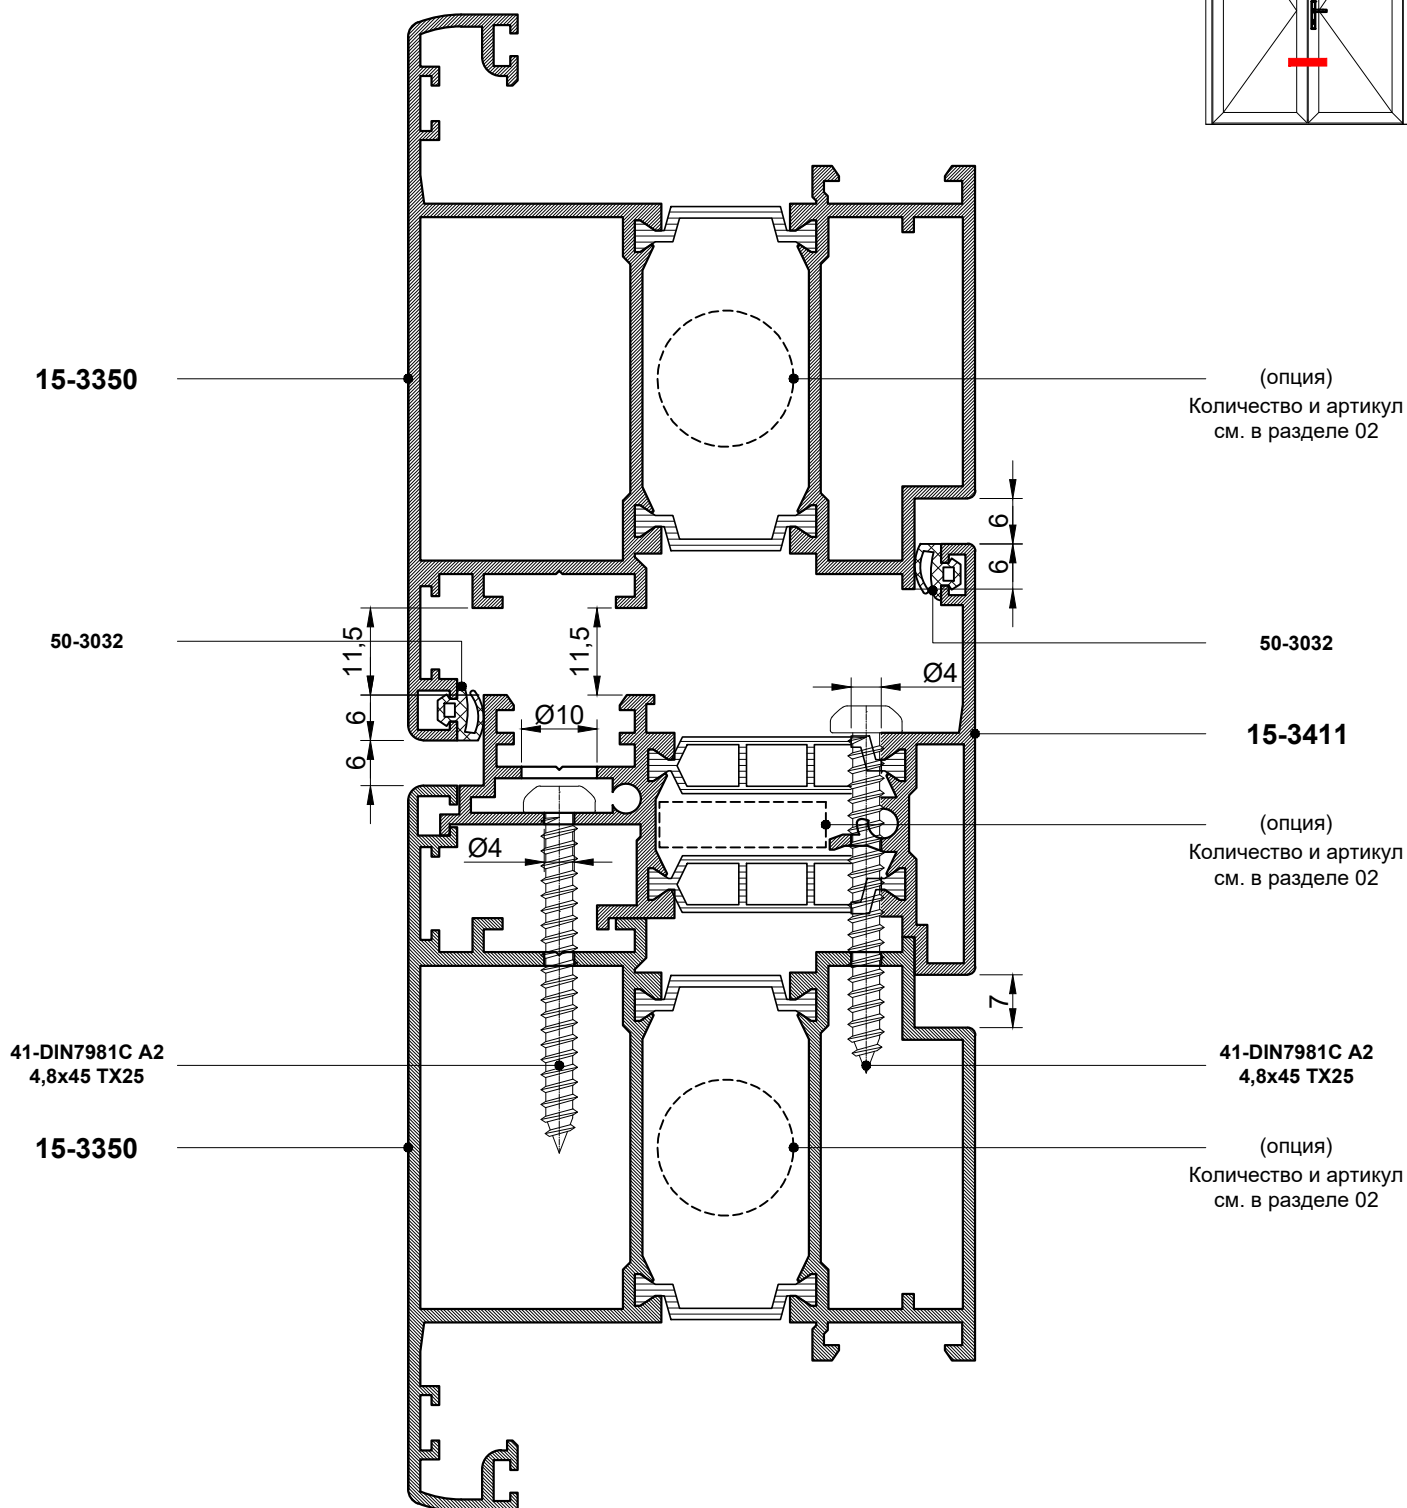 15-3350
(опция)
Количество и артикул
см. в разделе 02
6
6
11,5
11,5
50-3032
50-3032
Ø4
6
Ø10
15-3411
6
(опция)
Количество и артикул
см. в разделе 02
Ø4
7
41-DIN7981C A2
4,8x45 TX25
41-DIN7981C A2
4,8x45 TX25
15-3350
(опция)
Количество и артикул
см. в разделе 02